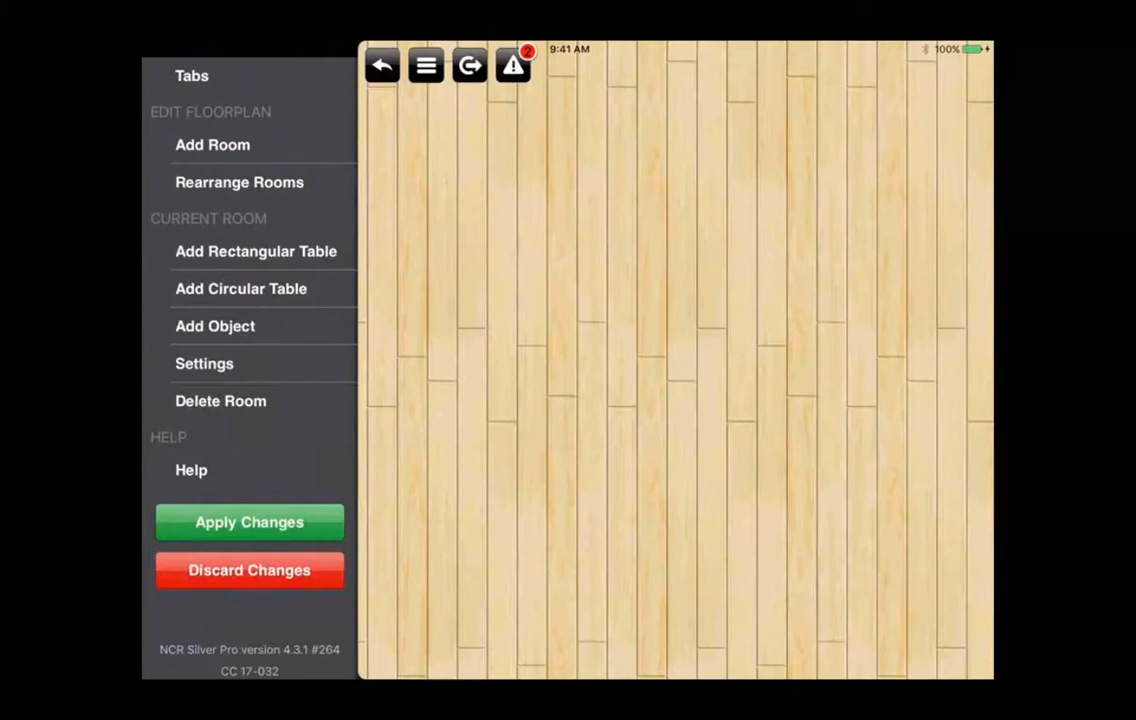 2
9:41 AM
100%
Tabs
EDIT FLOORPLAN
Add Room
Rearrange Rooms
CURRENT ROOM
Add Rectangular Table
Add Circular Table
Add Object
Settings
Delete Room
HELP
Help
Apply Changes
Discard Changes
NCR Silver Pro version 4.3.1 #264
CC 17-032